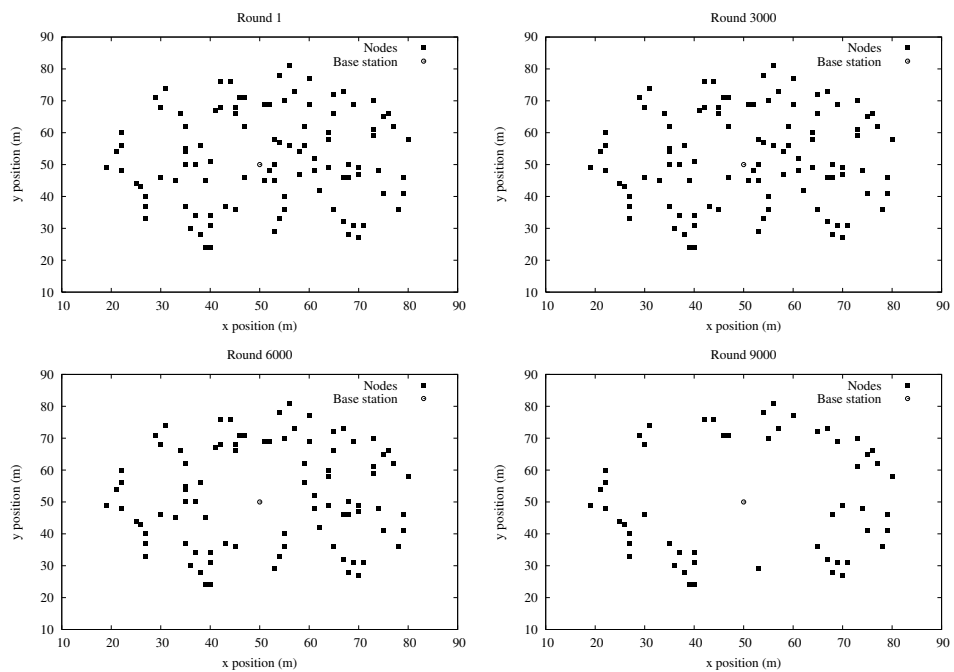 Round 1
90
80
70
60
50
40
30
20
10
10 20 30 40 50 60 70 80 90
y position (m)
x position (m)
Nodes
Base station
Round 3000
90
80
70
60
50
40
30
20
10
10 20 30 40 50 60 70 80 90
y position (m)
x position (m)
Nodes
Base station
Round 6000
90
80
70
60
50
40
30
20
10
10 20 30 40 50 60 70 80 90
y position (m)
x position (m)
Nodes
Base station
Round 9000
90
80
70
60
50
40
30
20
10
10 20 30 40 50 60 70 80 90
y position (m)
x position (m)
Nodes
Base station